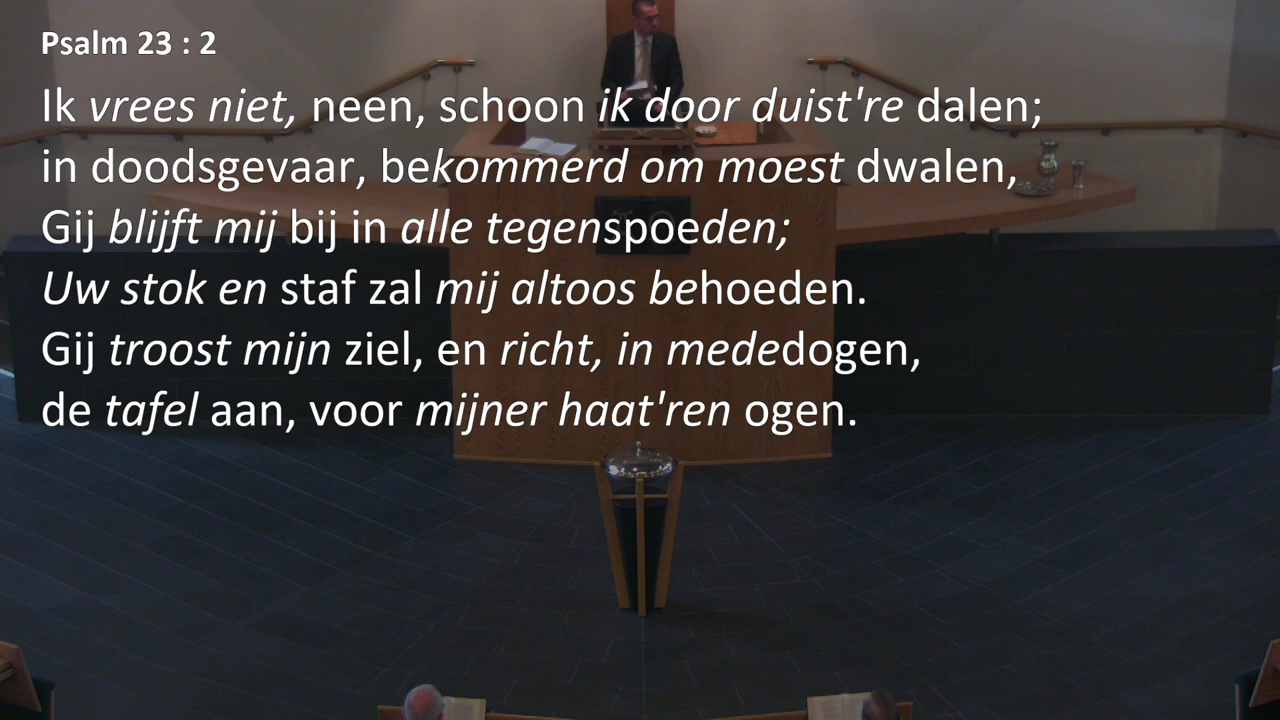 Psalm 23 : 2
Ik vrees niet, neen, schoon ik door duist're dalen;
in doodsgevaar, bekommerd om moest dwalen,
Gij blijft mij bij in alle tegenspoeden;
Uw stok en staf zal mij altoos behoeden.
Gij troost mijn ziel, en richt, in mededogen,
de tafel aan, voor mijner haat'ren ogen.